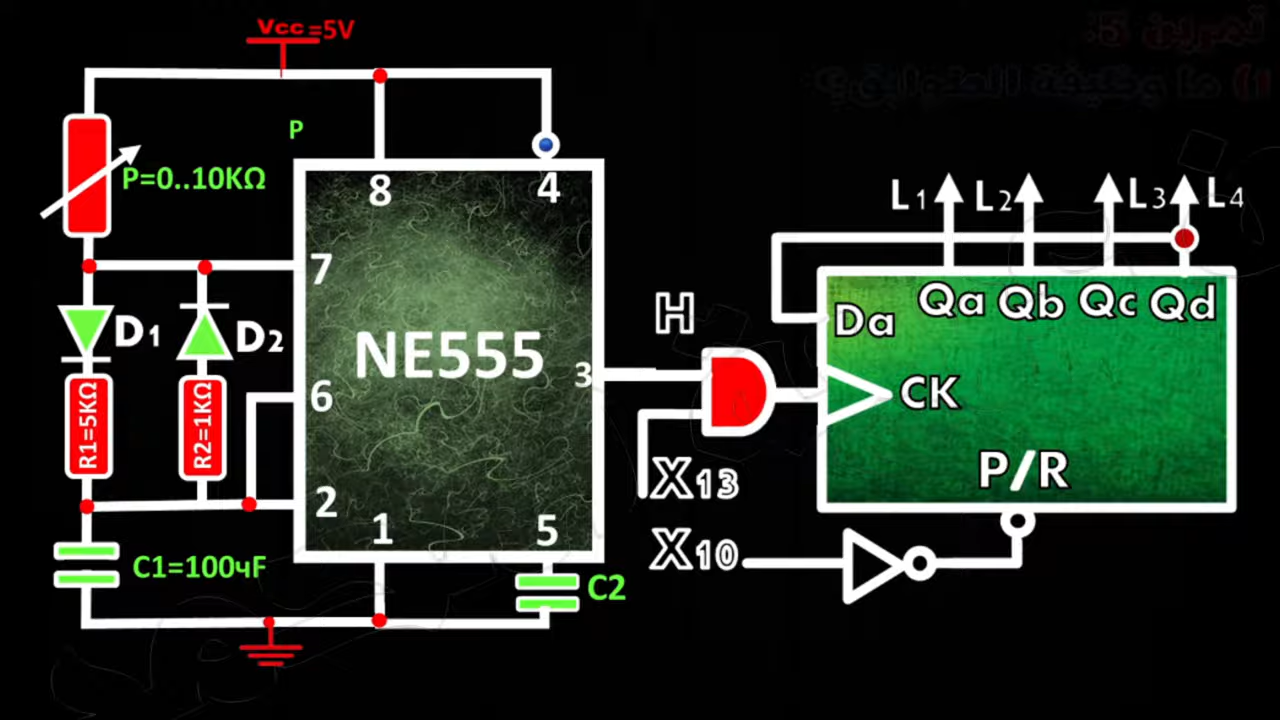 Vcc =5V
P
P=0..10KΩ
8
4
7
D1
D2
NE555
3
6
R1=5KΩ
R2=1KΩ
2
1
5
C1=100чF
C2
L1
L2
L3
L4
Qa Qb Qc Qd
Da
H
CK
X13
P/R
X10